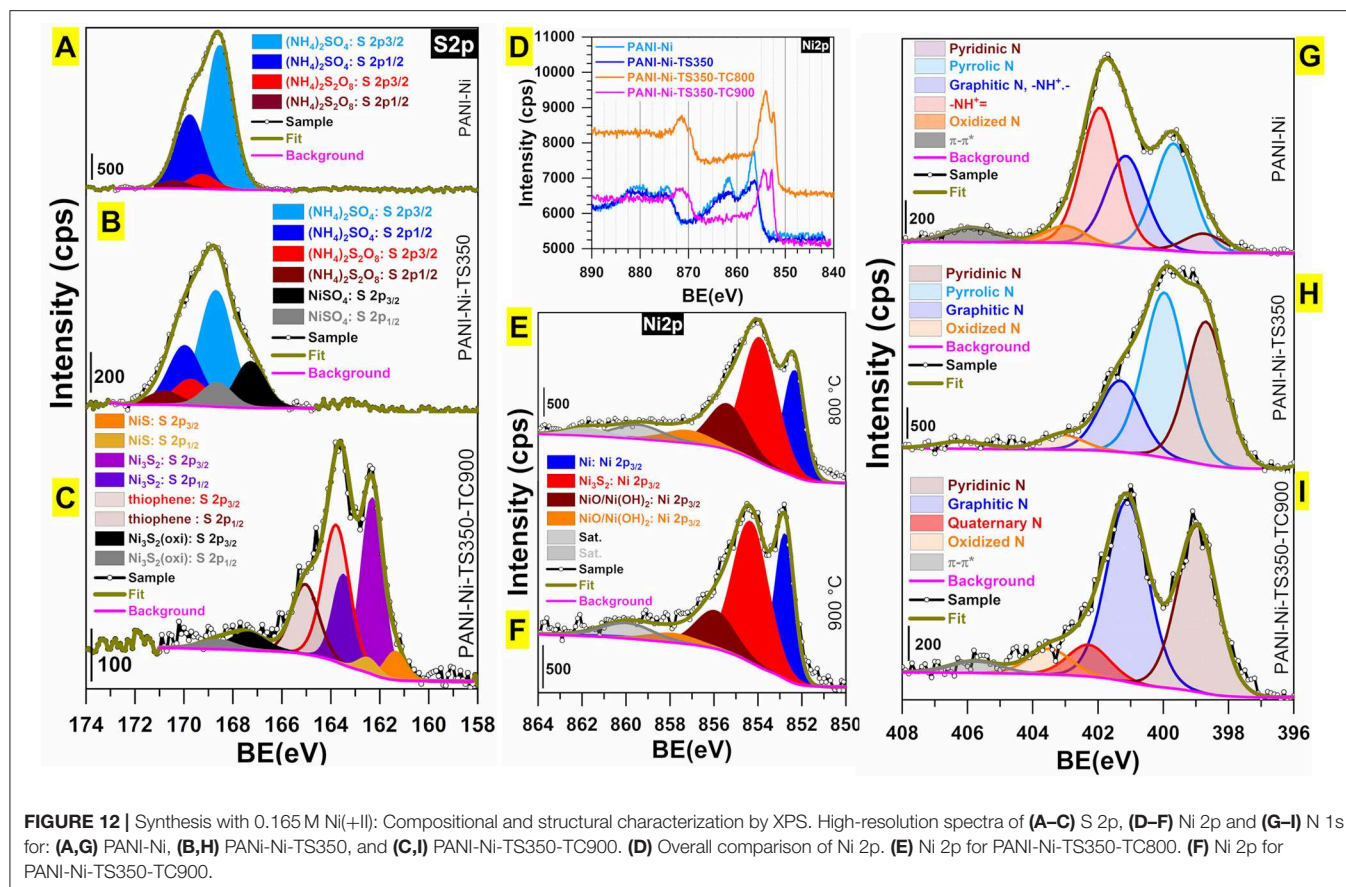 A
S2p
(NH4)2SO4: S 2p3/2
(NH4)2SO4: S 2p1/2
(NH4)2S2O8: S 2p3/2
(NH4)2S2O8: S 2p1/2
Sample
Fit
Background
500
PANI-Ni
B
(NH4)2SO4: S 2p3/2
(NH4)2SO4: S 2p1/2
(NH4)2S2O8: S 2p3/2
(NH4)2S2O8: S 2p1/2
NiSO4: S 2p3/2
NiSO4: S 2p1/2
Sample
Fit
Background
200
PANI-Ni-TS350
C
NiS: S 2p3/2
NiS: S 2p1/2
Ni3S2: S 2p3/2
Ni3S2: S 2p1/2
thiophene: S 2p3/2
thiophene : S 2p1/2
Ni3S2(oxi): S 2p3/2
Ni3S2(oxi): S 2p1/2
Sample
Fit
Background
100
PANI-Ni-TS350-TC900
Intensity (cps)
174 170 168 166 164 162 160 158
BE(eV)
D
Ni2p
PANI-Ni
PANI-Ni-TS350
PANI-Ni-TS350-TC800
PANI-Ni-TS350-TC900
11000
10000
9000
8000
7000
6000
5000
Intensity (cps)
890 880 870 860 850 840
BE(eV)
E
Ni2p
500
800 °C
Ni: Ni 2p3/2
Ni3S2: Ni 2p3/2
NiO/Ni(OH)2: Ni 2p3/2
NiO/Ni(OH)2: Ni 2p3/2
Sat.
Sat.
Sample
Fit
Background
F
500
900 °C
Intensity (cps)
864 862 860 858 856 854 852 850
BE(eV)
G
Pyridinic N
Pyrrolic N
Graphitic N, -NH+.-
-NH+=
Oxidized N
π-π*
Background
Sample
Fit
200
PANI-Ni
H
Pyridinic N
Pyrrolic N
Graphitic N
Oxidized N
Background
Sample
Fit
500
PANI-Ni-TS350
I
Pyridinic N
Graphitic N
Quaternary N
Oxidized N
π-π*
Background
Sample
Fit
200
PANI-Ni-TS350-TC900
Intensity (cps)
408 406 404 402 400 398 396
BE(eV)
FIGURE 12 | Synthesis with 0.165 M Ni(+II): Compositional and structural characterization by XPS. High-resolution spectra of (A–C) S 2p, (D–F) Ni 2p and (G–I) N 1s
for: (A,G) PANI-Ni, (B,H) PANi-Ni-TS350, and (C,I) PANI-Ni-TS350-TC900. (D) Overall comparison of Ni 2p. (E) Ni 2p for PANI-Ni-TS350-TC800. (F) Ni 2p for
PANI-Ni-TS350-TC900.